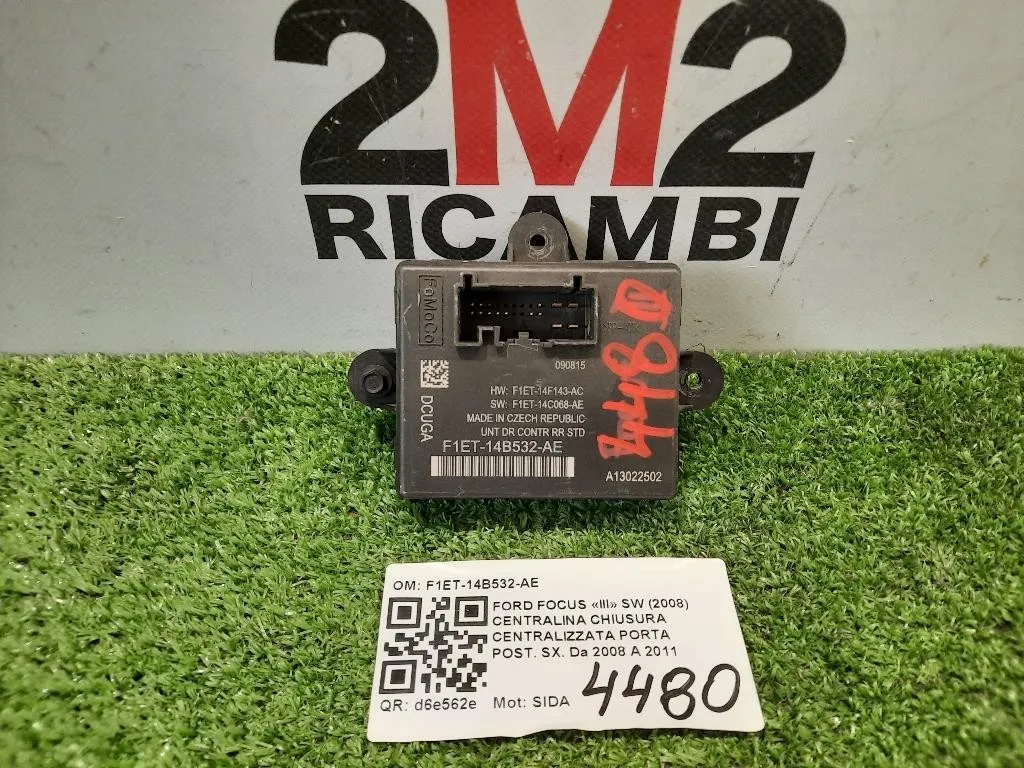 2M2
RICAMBI
FoMoCo
090815
HW: F1ET-14F143-AC
SW: F1ET-14C068-AE
MADE IN CZECH REPUBLIC
UNT DR CONTR RR STD
DCUGA
F1ET-14B532-AE
A13022502
OM: F1ET-14B532-AE
FORD FOCUS «III» SW (2008)
CENTRALINA CHIUSURA
CENTRALIZZATA PORTA
POST. SX. Da 2008 A 2011
QR: d6e562e Mot: SIDA
4480